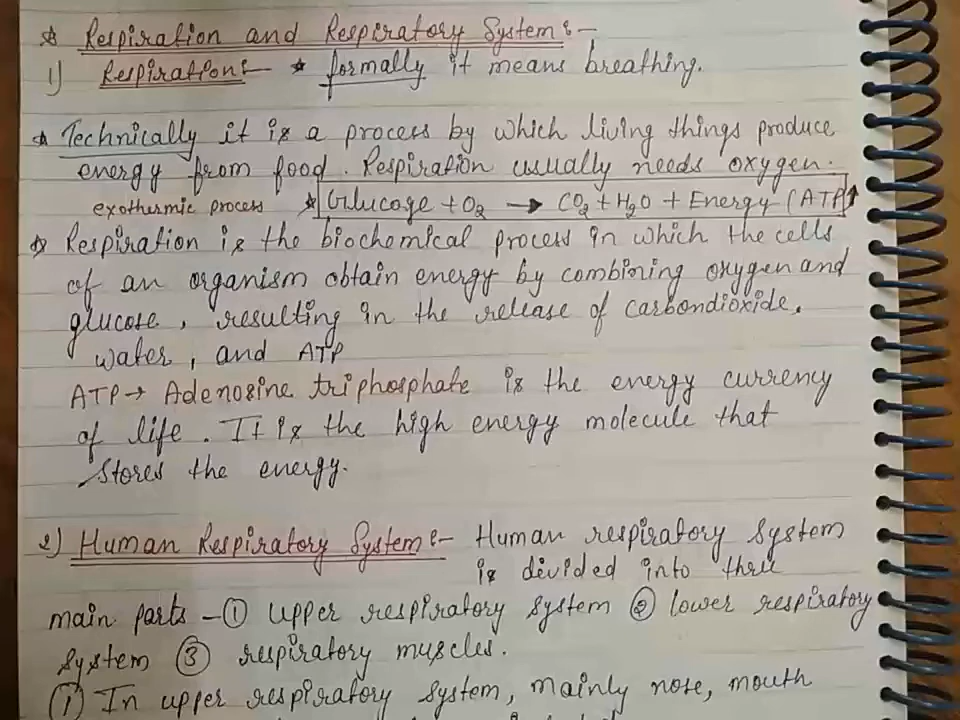 * Respiration and Respiratory System :-
1) Respiration :- * formally it means breathing.
* Technically it is a process by which living things produce
energy from food. Respiration usually needs oxygen.
exothermic process * Glucose + O2 → CO2 + H2O + Energy (ATP)↑
* Respiration is the biochemical process in which the cells
of an organism obtain energy by combining oxygen and
glucose, resulting in the release of carbondioxide,
water, and ATP
ATP → Adenosine triphosphate is the energy currency
of life. It is the high energy molecule that
stores the energy.
2) Human Respiratory System :- Human respiratory system
is divided into three
main parts - ① Upper respiratory system ② lower respiratory
system ③ respiratory muscles.
① In upper respiratory system, mainly nose, mouth